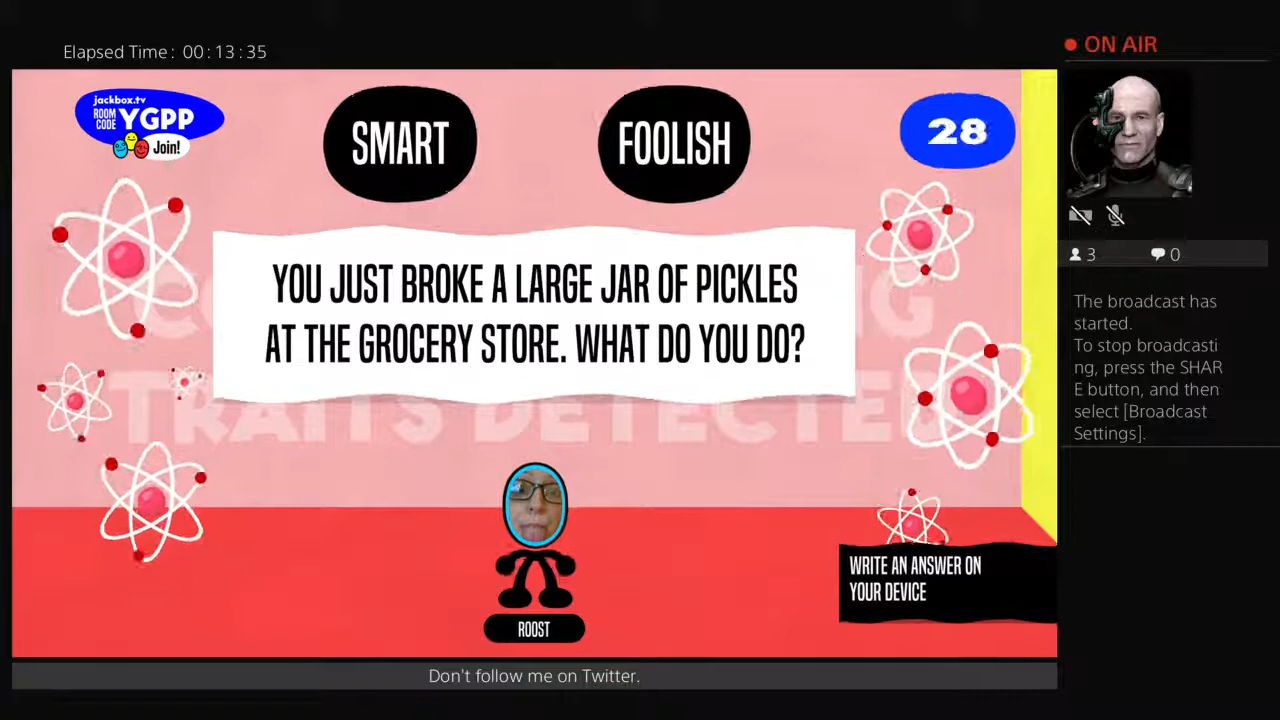 Elapsed Time: 00:13:35
ON AIR
jackbox.tv
ROOM CODE YGPP
Join!
SMART
FOOLISH
28
YOU JUST BROKE A LARGE JAR OF PICKLES
AT THE GROCERY STORE. WHAT DO YOU DO?
TRAITS DETECTED
3
0
The broadcast has
started.
To stop broadcasti
ng, press the SHAR
E button, and then
select [Broadcast
Settings].
WRITE AN ANSWER ON
YOUR DEVICE
ROOST
Don't follow me on Twitter.